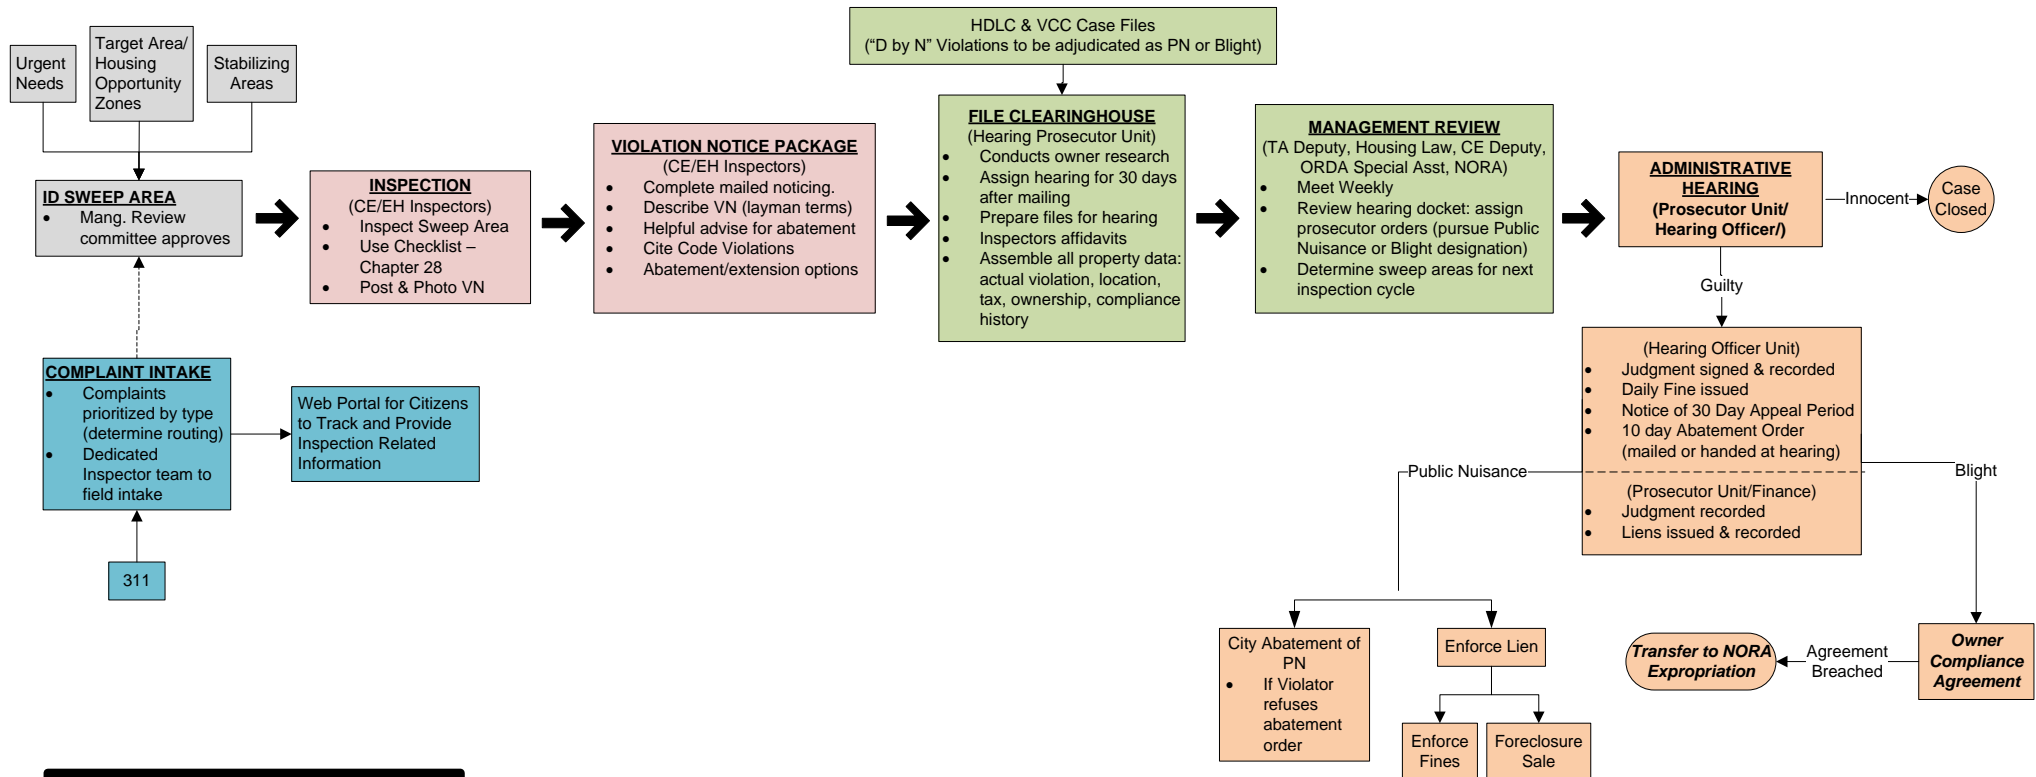 Urgent
Needs
Target Area/
Housing
Opportunity
Zones
Stabilizing
Areas
ID SWEEP AREA
• Mang. Review
committee approves
COMPLAINT INTAKE
• Complaints
prioritized by type
(determine routing)
• Dedicated
Inspector team to
field intake
311
Web Portal for Citizens
to Track and Provide
Inspection Related
Information
INSPECTION
(CE/EH Inspectors)
• Inspect Sweep Area
• Use Checklist –
Chapter 28
• Post & Photo VN
VIOLATION NOTICE PACKAGE
(CE/EH Inspectors)
• Complete mailed noticing.
• Describe VN (layman terms)
• Helpful advise for abatement
• Cite Code Violations
• Abatement/extension options
HDLC & VCC Case Files
(“D by N” Violations to be adjudicated as PN or Blight)
FILE CLEARINGHOUSE
(Hearing Prosecutor Unit)
• Conducts owner research
• Assign hearing for 30 days
after mailing
• Prepare files for hearing
• Inspectors affidavits
• Assemble all property data:
actual violation, location,
tax, ownership, compliance
history
MANAGEMENT REVIEW
(TA Deputy, Housing Law, CE Deputy,
ORDA Special Asst, NORA)
• Meet Weekly
• Review hearing docket: assign
prosecutor orders (pursue Public
Nuisance or Blight designation)
• Determine sweep areas for next
inspection cycle
ADMINISTRATIVE
HEARING
(Prosecutor Unit/
Hearing Officer/)
Innocent
Case
Closed
Guilty
(Hearing Officer Unit)
• Judgment signed & recorded
• Daily Fine issued
• Notice of 30 Day Appeal Period
• 10 day Abatement Order
(mailed or handed at hearing)
(Prosecutor Unit/Finance)
• Judgment recorded
• Liens issued & recorded
Public Nuisance
Blight
City Abatement of
PN
• If Violator
refuses
abatement
order
Enforce Lien
Enforce
Fines
Foreclosure
Sale
Transfer to NORA
Expropriation
Agreement
Breached
Owner
Compliance
Agreement